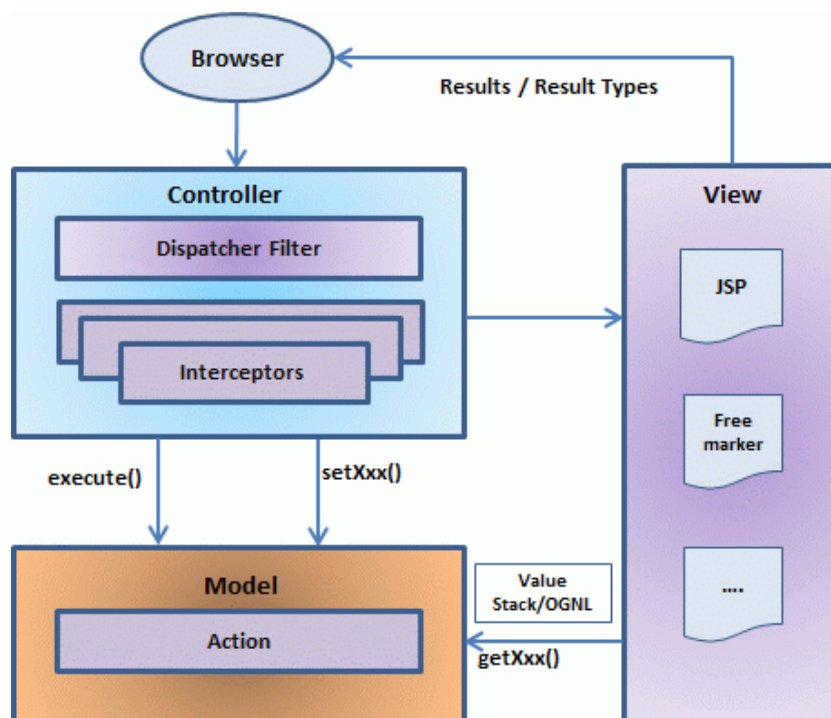 Browser
Results / Result Types
Controller
Dispatcher Filter
Interceptors
View
JSP
Free
marker
....
execute()
setXxx()
Model
Action
Value
Stack/OGNL
getXxx()